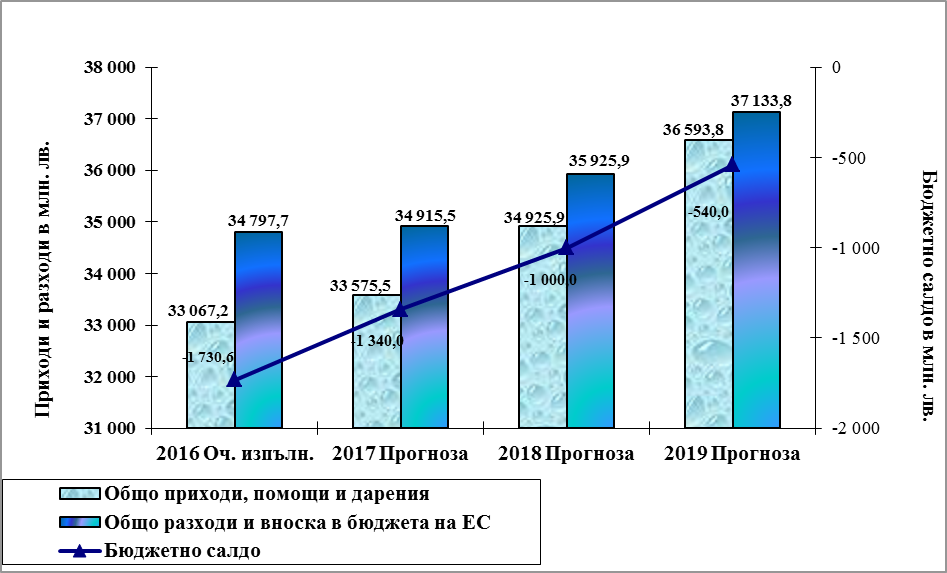 38 000
37 000
36 000
35 000
34 000
33 000
32 000
31 000
Приходи и разходи в млн. лв.
0
-500
-1 000
-1 500
-2 000
Бюджетно салдо в млн. лв.
33 067,2
34 797,7
33 575,5
34 915,5
34 925,9
35 925,9
36 593,8
37 133,8
-1 730,6
-1 340,0
-1 000,0
-540,0
2016 Оч. изпълн.
2017 Прогноза
2018 Прогноза
2019 Прогноза
Общо приходи, помощи и дарения
Общо разходи и вноска в бюджета на ЕС
Бюджетно салдо